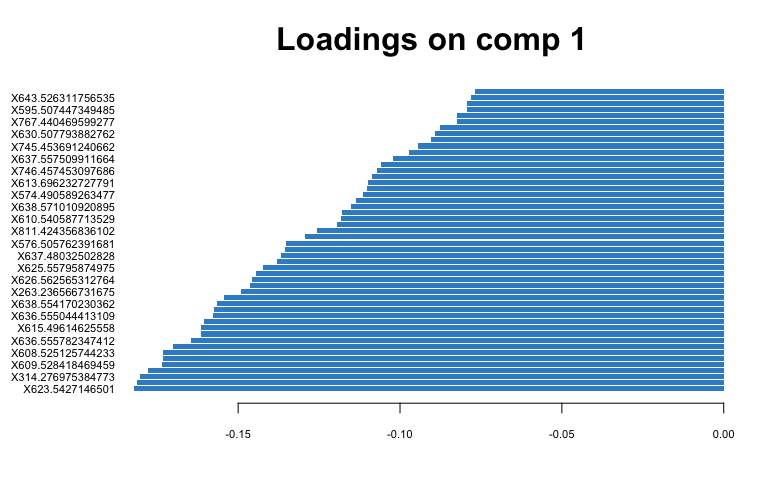 Loadings on comp 1
X643.526311756535
X595.507447349485
X767.440469599277
X630.507793882762
X745.453691240662
X637.557509911664
X746.457453097686
X613.696232727791
X574.490589263477
X638.571010920895
X610.540587713529
X811.424356836102
X576.505762391681
X637.48032502828
X625.55795874975
X626.562565312764
X263.236566731675
X638.554170230362
X636.555044413109
X615.49614625558
X636.555782347412
X608.525125744233
X609.528418469459
X314.276975384773
X623.5427146501
-0.15 -0.10 -0.05 0.00